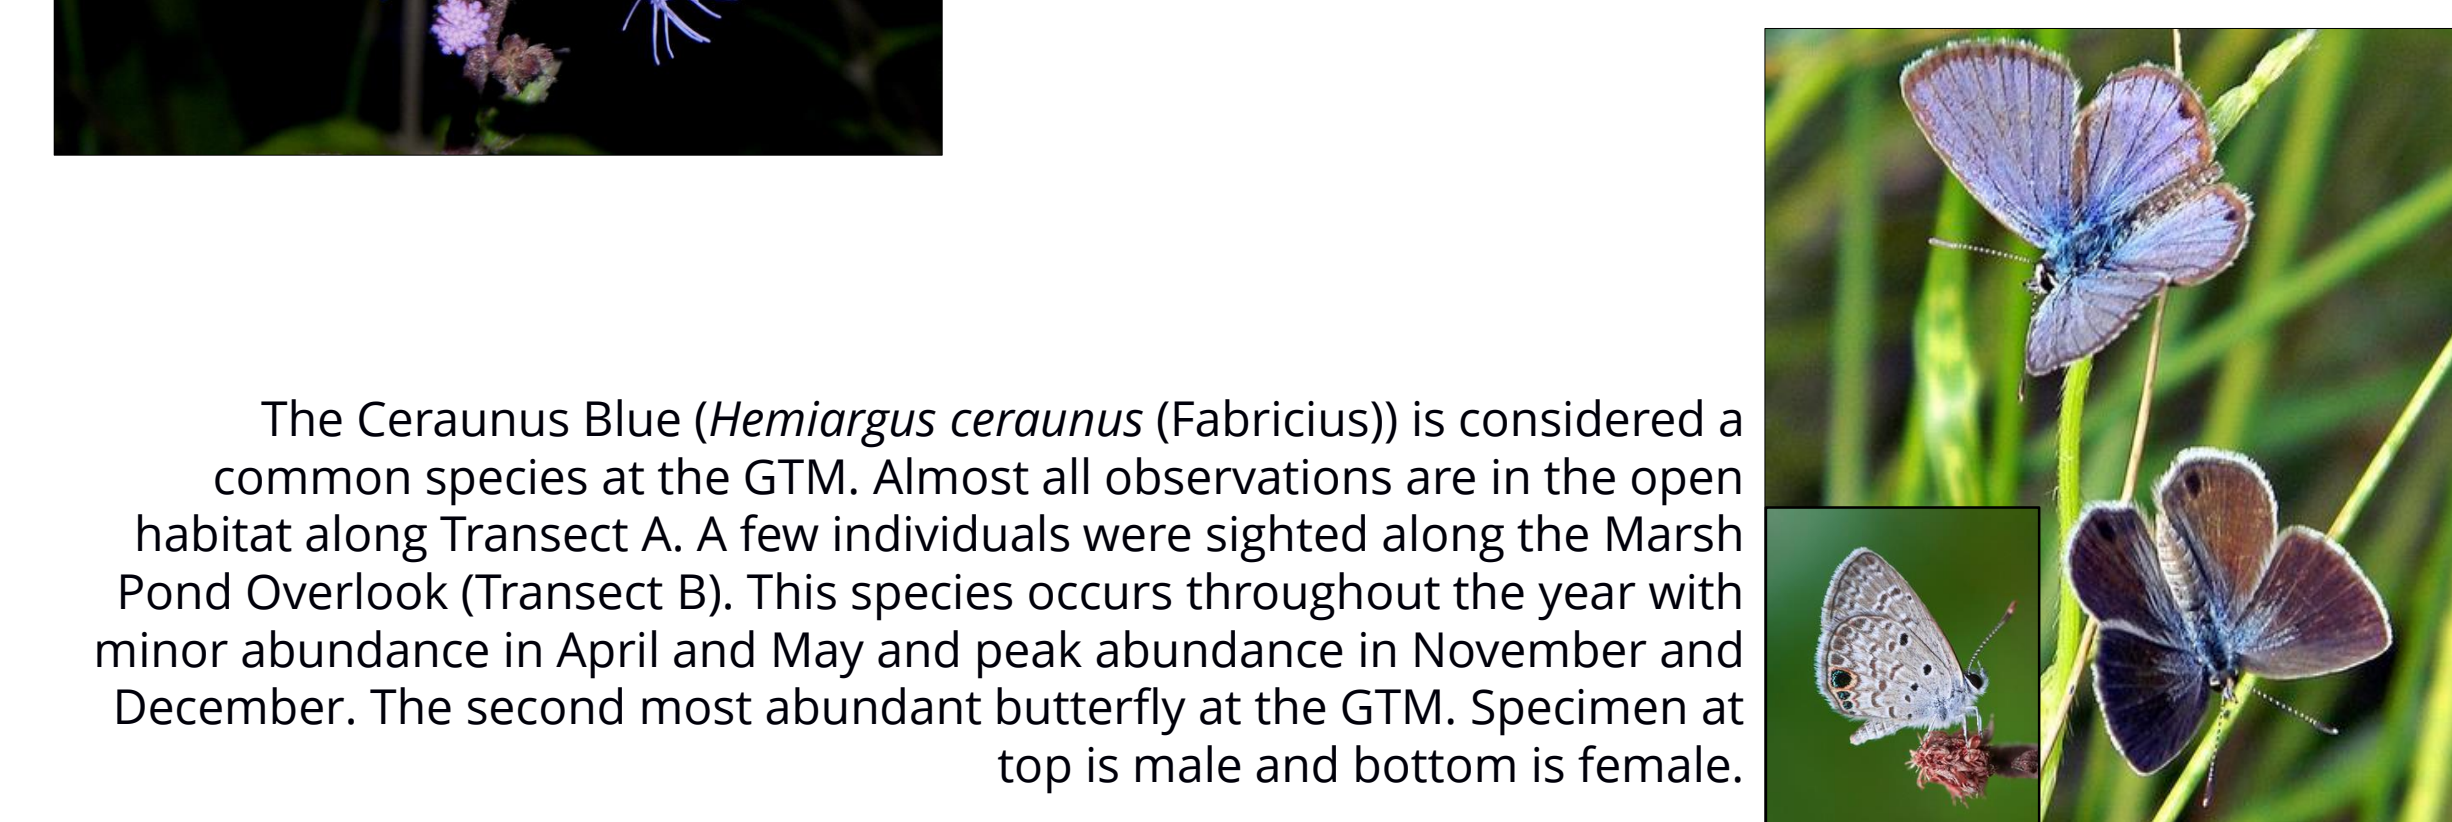 The Ceraunus Blue (Hemiargus ceraunus (Fabricius)) is considered a
common species at the GTM. Almost all observations are in the open
habitat along Transect A. A few individuals were sighted along the Marsh
Pond Overlook (Transect B). This species occurs throughout the year with
minor abundance in April and May and peak abundance in November and
December. The second most abundant butterfly at the GTM. Specimen at
top is male and bottom is female.